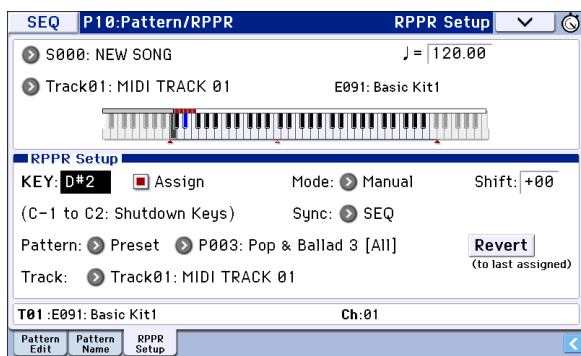 SEQ P10:Pattern/RPPR RPPR Setup
S000: NEW SONG ♩= 120.00
Track01: MIDI TRACK 01 E091: Basic Kit1
RPPR Setup
KEY: D#2 Assign Mode: Manual Shift: +00
(C-1 to C2: Shutdown Keys) Sync: SEQ
Pattern: Preset P003: Pop & Ballad 3 [All] Revert
(to last assigned)
Track: Track01: MIDI TRACK 01
T01 :E091: Basic Kit1 Ch:01
Pattern Edit Pattern Name RPPR Setup